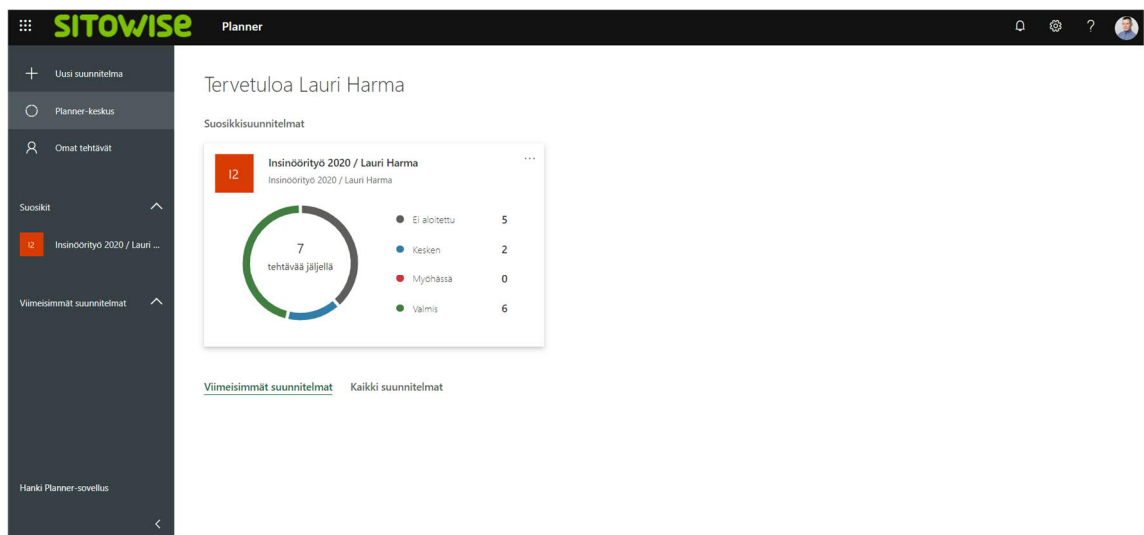 SITOWISE
Planner
?
Uusi suunnitelma
Planner-keskus
Omat tehtävät
Suosikit
I2
Insinöörityö 2020 / Lauri ...
Viimeisimmät suunnitelmat
Hanki Planner-sovellus
Tervetuloa Lauri Harma
Suosikkisuunnitelmat
I2
Insinöörityö 2020 / Lauri Harma
...
Insinöörityö 2020 / Lauri Harma
7
tehtävää jäljellä
Ei aloitettu 5
Kesken 2
Myöhässä 0
Valmis 6
Viimeisimmät suunnitelmat Kaikki suunnitelmat